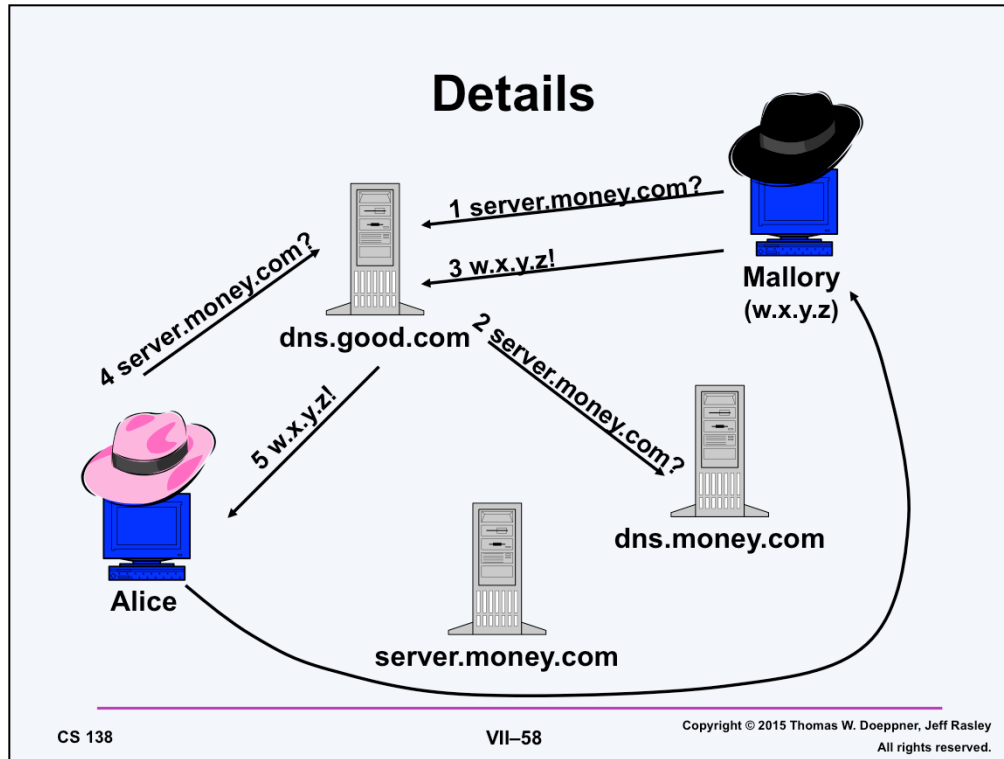 Details
1 server.money.com?
3 w.x.y.z!
Mallory
(w.x.y.z)
4 server.money.com?
dns.good.com
2 server.money.com?
5 w.x.y.z!
dns.money.com
Alice
server.money.com
CS 138
VII–58
Copyright © 2015 Thomas W. Doeppner, Jeff Rasley
All rights reserved.